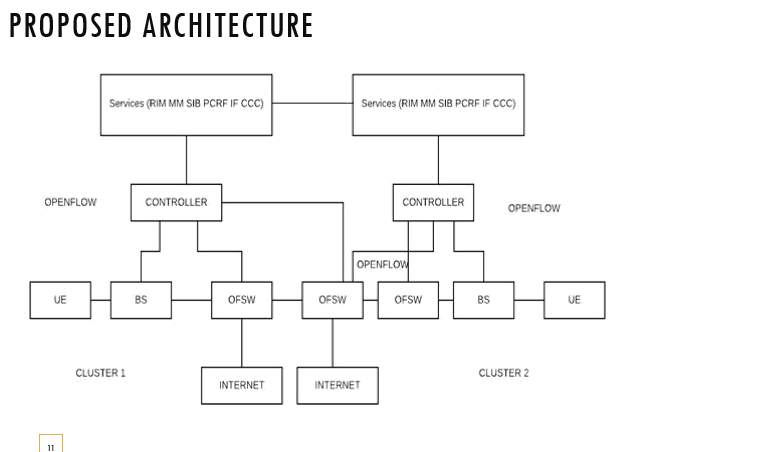 PROPOSED ARCHITECTURE
Services (RIM MM SIB PCRF IF CCC)
Services (RIM MM SIB PCRF IF CCC)
OPENFLOW
CONTROLLER
CONTROLLER
OPENFLOW
OPENFLOW
UE
BS
OFSW
OFSW
OFSW
BS
UE
CLUSTER 1
INTERNET
INTERNET
CLUSTER 2
11